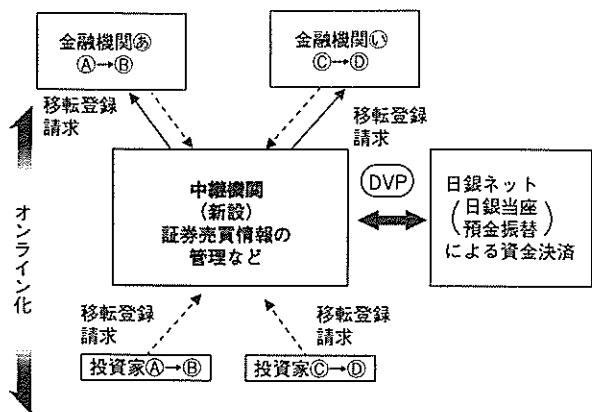 金融機関㋐
Ⓐ→Ⓑ
金融機関㋑
Ⓒ→Ⓓ
移転登録
請求
移転登録
請求
オンライン化
中継機関
(新設)
証券売買情報の
管理など
DVP
日銀ネット
(日銀当座
預金振替)
による資金決済
移転登録
請求
移転登録
請求
投資家Ⓐ→Ⓑ
投資家Ⓒ→Ⓓ